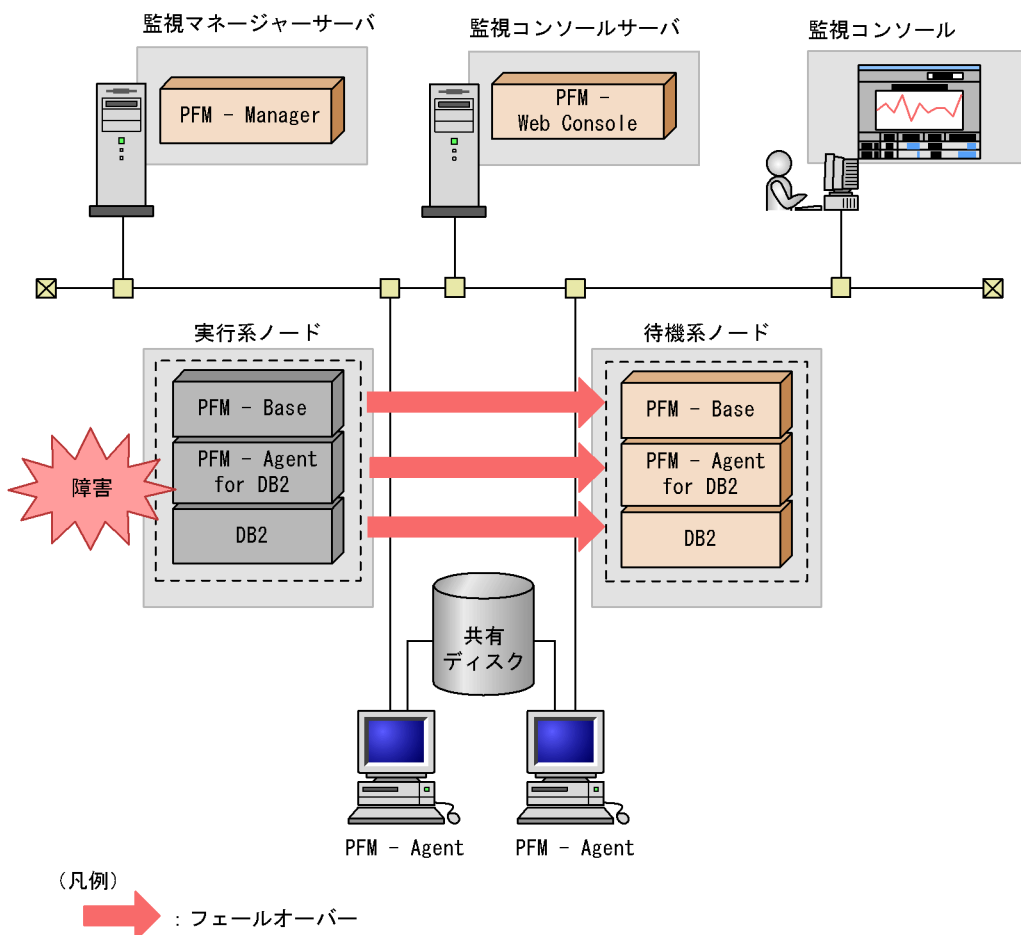 監視マネージャーサーバ
監視コンソールサーバ
監視コンソール
PFM - Manager
PFM -
Web Console
実行系ノード
待機系ノード
PFM - Base
PFM - Agent
for DB2
DB2
障害
PFM - Base
PFM - Agent
for DB2
DB2
共有
ディスク
PFM - Agent
PFM - Agent
(凡例)
: フェールオーバー